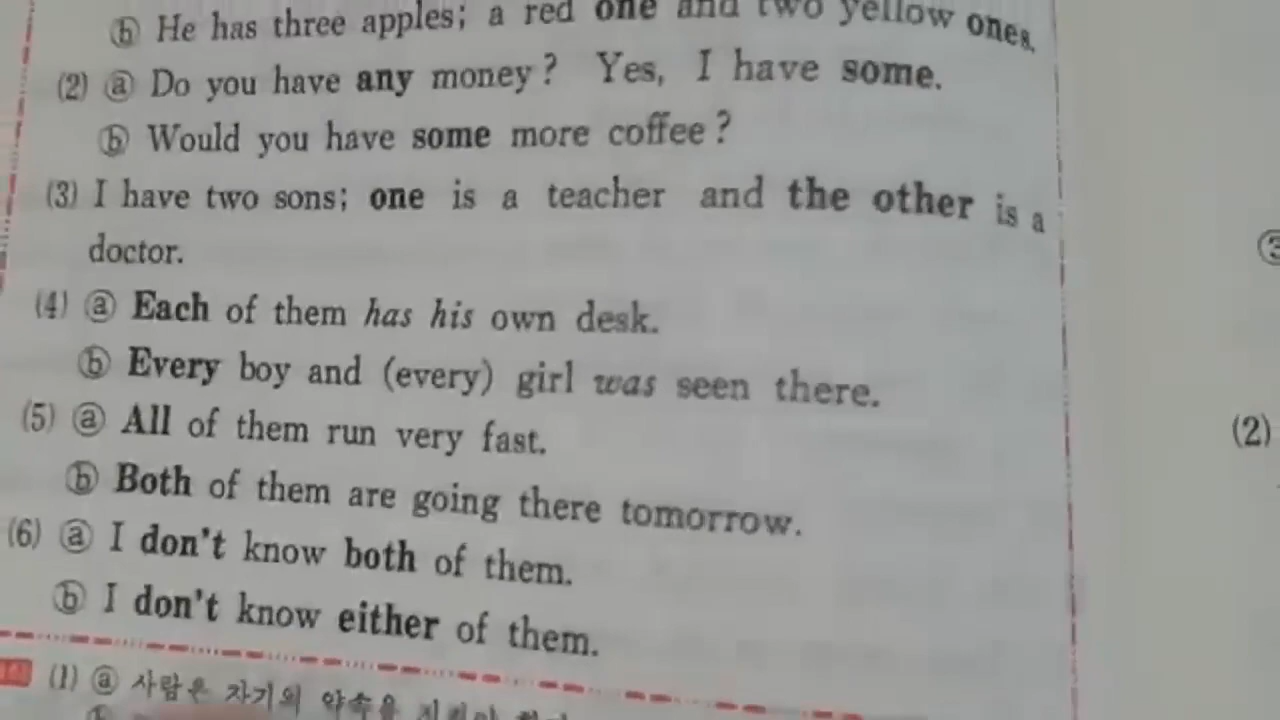 ⓑ He has three apples; a red one and two yellow ones.
(2) ⓐ Do you have any money? Yes, I have some.
ⓑ Would you have some more coffee?
(3) I have two sons; one is a teacher and the other is a
doctor.
(4) ⓐ Each of them has his own desk.
ⓑ Every boy and (every) girl was seen there.
(5) ⓐ All of them run very fast.
ⓑ Both of them are going there tomorrow.
(6) ⓐ I don't know both of them.
ⓑ I don't know either of them.
(1) ⓐ 사람은 자기의 약속을
(2)